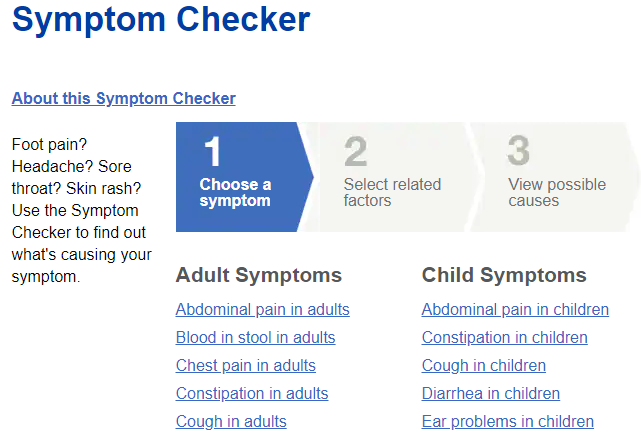 Symptom Checker
About this Symptom Checker
Foot pain?
Headache? Sore
throat? Skin rash?
Use the Symptom
Checker to find out
what's causing your
symptom.
1
Choose a
symptom
2
Select related
factors
3
View possible
causes
Adult Symptoms
Abdominal pain in adults
Blood in stool in adults
Chest pain in adults
Constipation in adults
Cough in adults
Child Symptoms
Abdominal pain in children
Constipation in children
Cough in children
Diarrhea in children
Ear problems in children